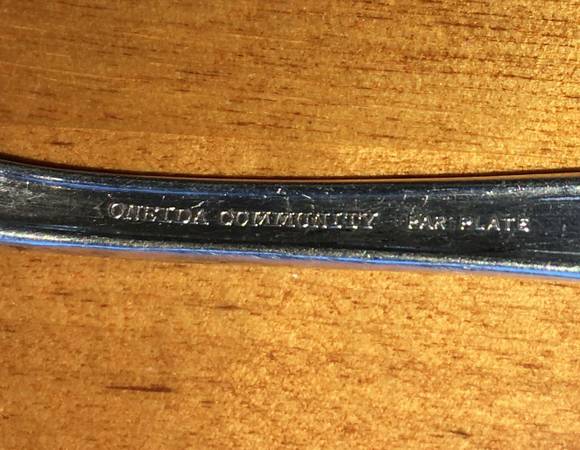 ONEIDA COMMUNITY PAR PLATE